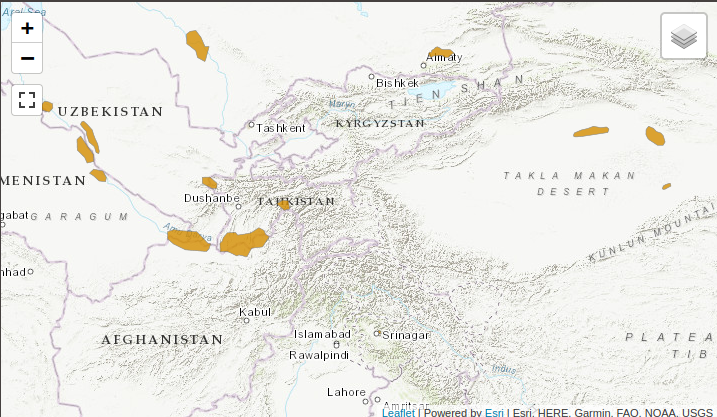 Aral Sea
+
−
Almaty
Bishkek
TIEN SHAN
Naryn
UZBEKISTAN
Tashkent
KYRGYZSTAN
TAKLA MAKAN
DESERT
MENISTAN
Dushanbe
TAJIKISTAN
gabat
GARAGUM
KUNLUN MOUNTAI
nhad
Kabul
AFGHANISTAN
Islamabad
Rawalpindi
Srinagar
PLATEA
TIB
Indus
Lahore
Amritsar
Leaflet | Powered by Esri | Esri, HERE, Garmin, FAO, NOAA, USGS